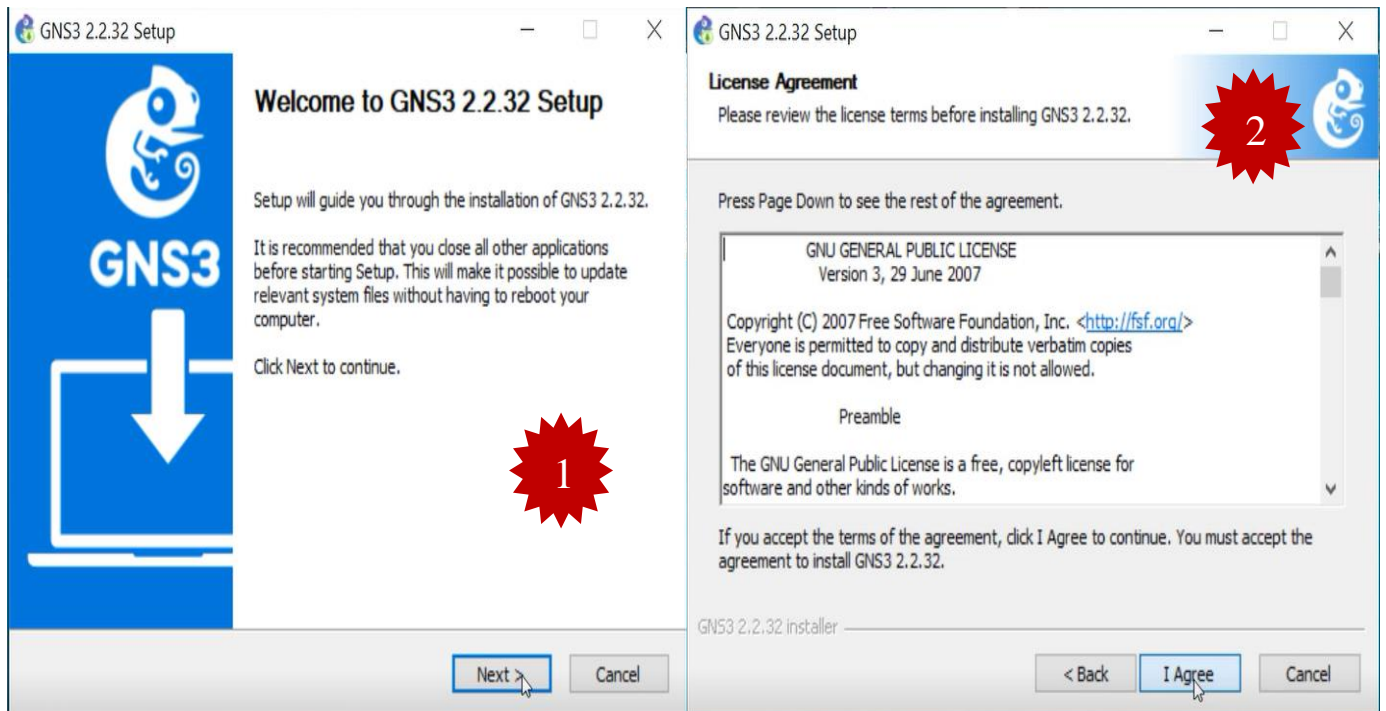 GNS3 2.2.32 Setup
Welcome to GNS3 2.2.32 Setup
Setup will guide you through the installation of GNS3 2.2.32.
It is recommended that you close all other applications
before starting Setup. This will make it possible to update
relevant system files without having to reboot your
computer.
Click Next to continue.
GNS3
1
Next >
Cancel
GNS3 2.2.32 Setup
License Agreement
Please review the license terms before installing GNS3 2.2.32.
2
Press Page Down to see the rest of the agreement.
GNU GENERAL PUBLIC LICENSE
Version 3, 29 June 2007
Copyright (C) 2007 Free Software Foundation, Inc. <http://fsf.org/>
Everyone is permitted to copy and distribute verbatim copies
of this license document, but changing it is not allowed.
Preamble
The GNU General Public License is a free, copyleft license for
software and other kinds of works.
If you accept the terms of the agreement, click I Agree to continue. You must accept the
agreement to install GNS3 2.2.32.
GNS3 2.2.32 installer
< Back
I Agree
Cancel